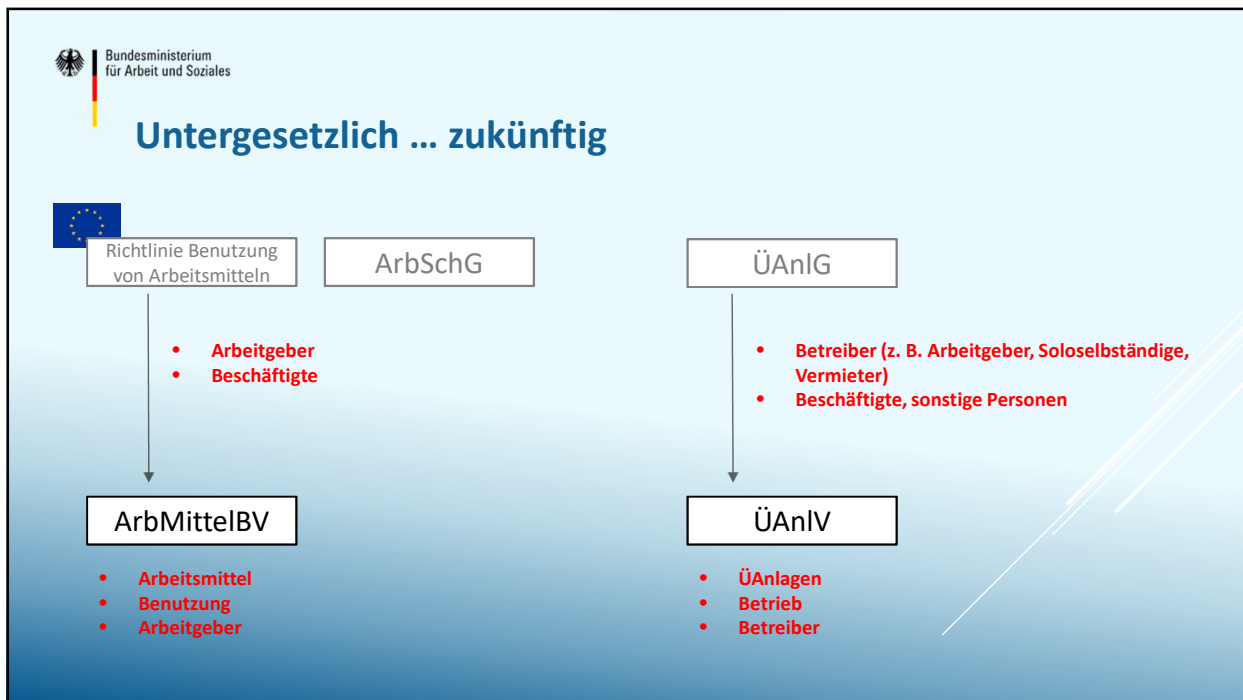 Bundesministerium
für Arbeit und Soziales
Untergesetzlich … zukünftig
Richtlinie Benutzung
von Arbeitsmitteln
ArbSchG
ÜAnlG
• Arbeitgeber
• Beschäftigte
• Betreiber (z. B. Arbeitgeber, Soloselbständige,
Vermieter)
• Beschäftigte, sonstige Personen
ArbMittelBV
ÜAnlV
• Arbeitsmittel
• Benutzung
• Arbeitgeber
• ÜAnlagen
• Betrieb
• Betreiber